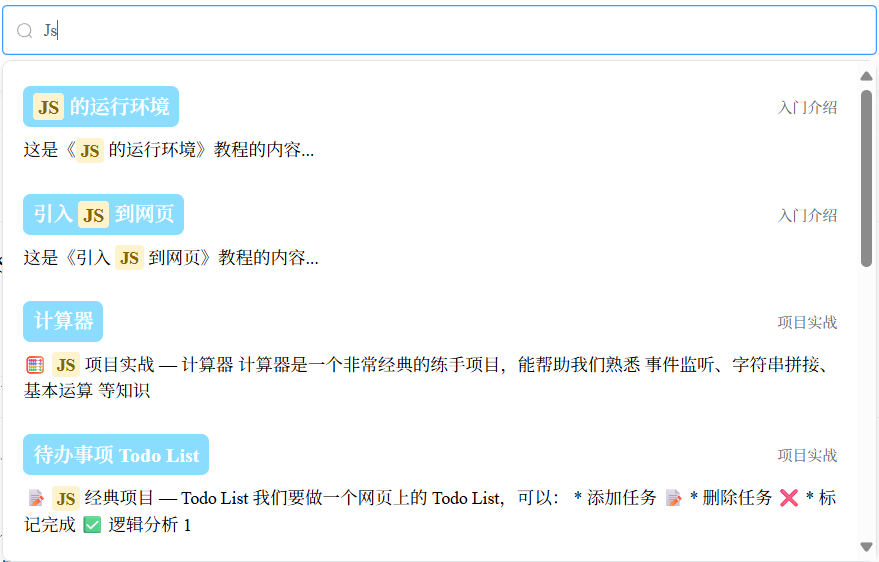 Js
JS 的运行环境
入门介绍
这是《JS 的运行环境》教程的内容...
引入 JS 到网页
入门介绍
这是《引入 JS 到网页》教程的内容...
计算器
项目实战
🧮 JS 项目实战 — 计算器 计算器是一个非常经典的练手项目，能帮助我们熟悉 事件监听、字符串拼接、
基本运算 等知识
待办事项 Todo List
项目实战
📝 JS 经典项目 — Todo List 我们要做一个网页上的 Todo List，可以： * 添加任务 📝 * 删除任务 ❌ * 标
记完成 ✅ 逻辑分析 1